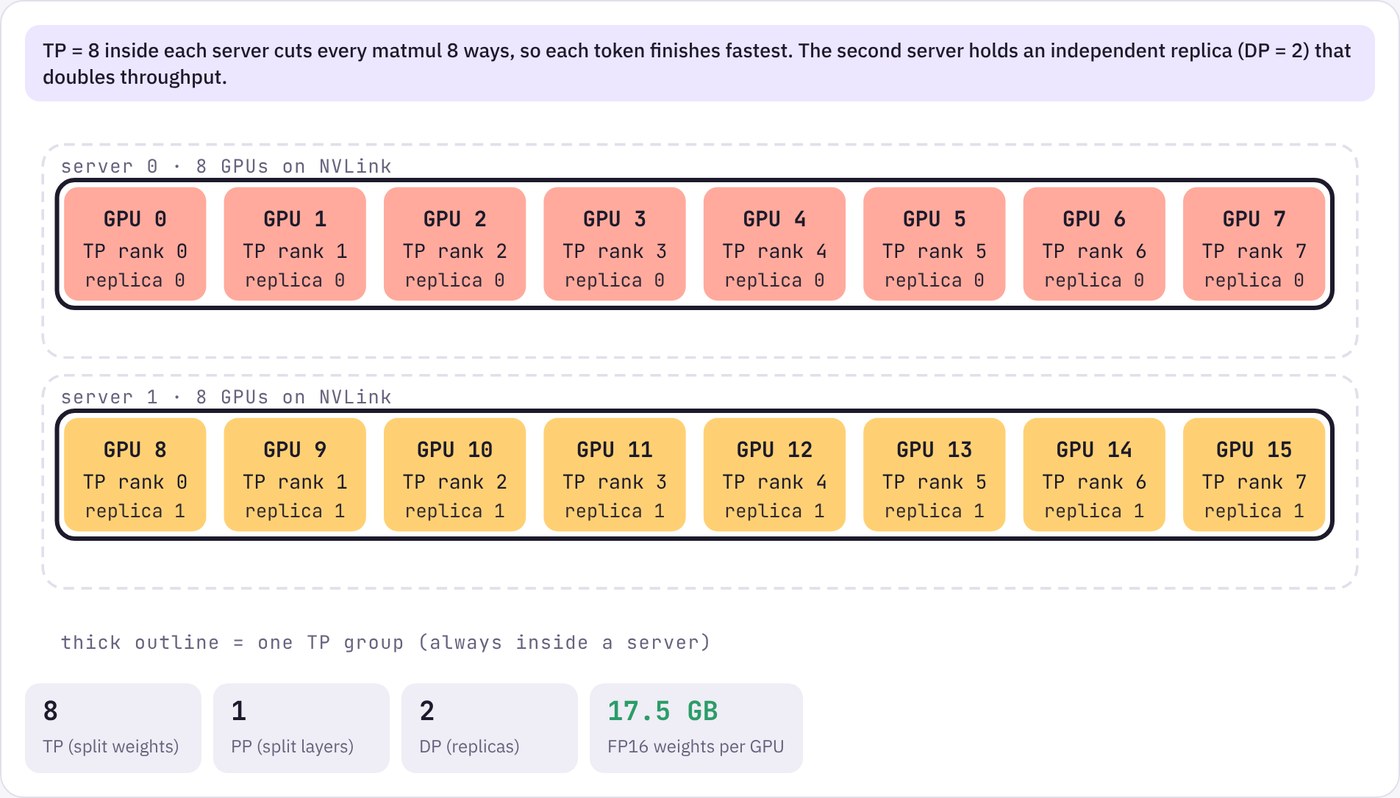 TP = 8 inside each server cuts every matmul 8 ways, so each token finishes fastest. The second server holds an independent replica (DP = 2) that
doubles throughput.
server 0 · 8 GPUs on NVLink
GPU 0 GPU 1 GPU 2 GPU 3 GPU 4 GPU 5 GPU 6 GPU 7
TP rank 0 TP rank 1 TP rank 2 TP rank 3 TP rank 4 TP rank 5 TP rank 6 TP rank 7
replica 0 replica 0 replica 0 replica 0 replica 0 replica 0 replica 0 replica 0
server 1 · 8 GPUs on NVLink
GPU 8 GPU 9 GPU 10 GPU 11 GPU 12 GPU 13 GPU 14 GPU 15
TP rank 0 TP rank 1 TP rank 2 TP rank 3 TP rank 4 TP rank 5 TP rank 6 TP rank 7
replica 1 replica 1 replica 1 replica 1 replica 1 replica 1 replica 1 replica 1
thick outline = one TP group (always inside a server)
8 1 2 17.5 GB
TP (split weights) PP (split layers) DP (replicas) FP16 weights per GPU